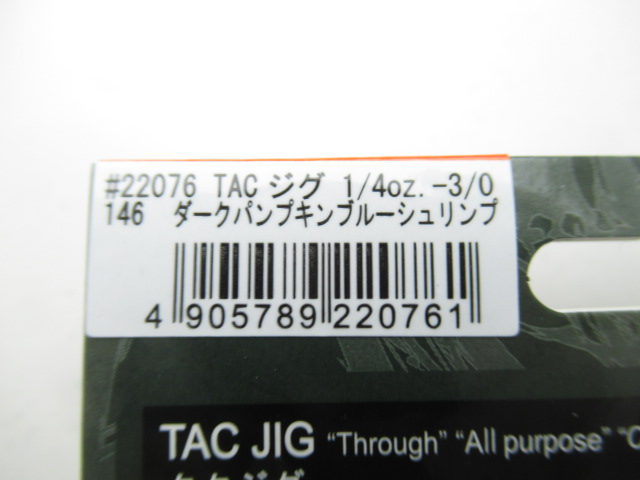 #22076 TAC ジグ 1/4oz.-3/0
146 ダークパンプキンブルーシュリンプ
4 905789 220761
TAC JIG "Through" "All purpose"